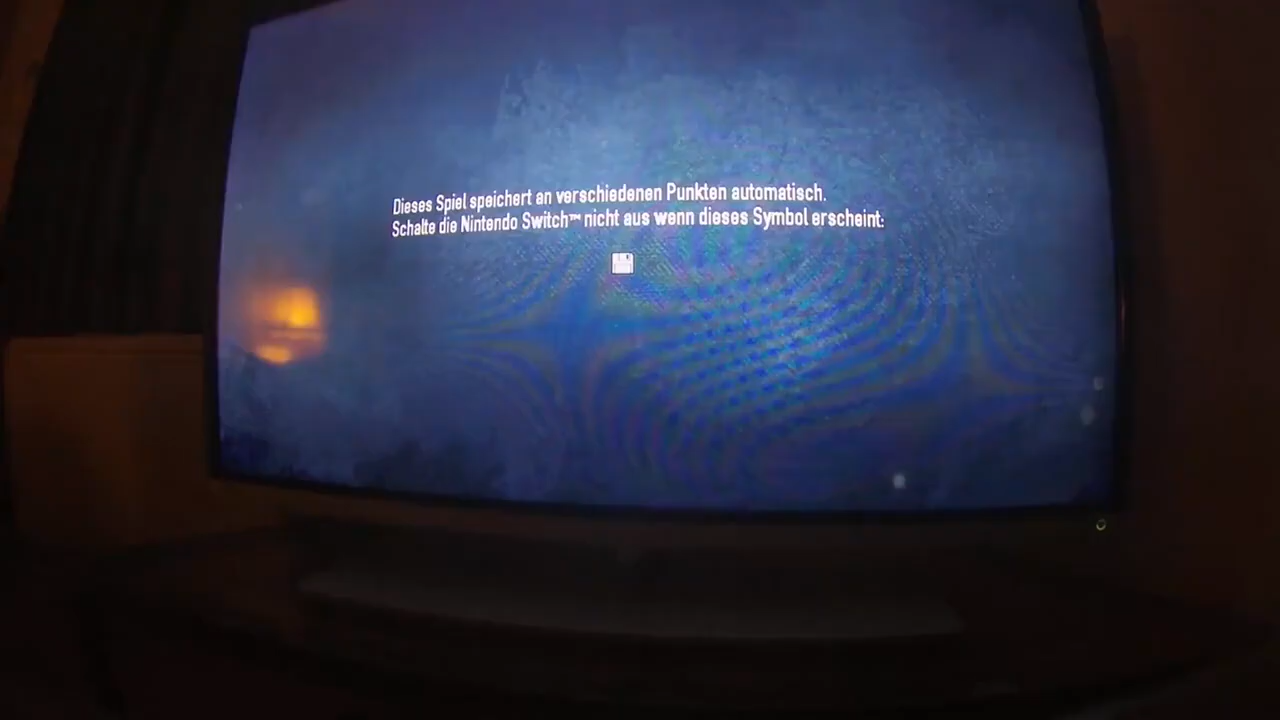 Dieses Spiel speichert an verschiedenen Punkten automatisch.
Schalte die Nintendo Switch™ nicht aus wenn dieses Symbol erscheint: